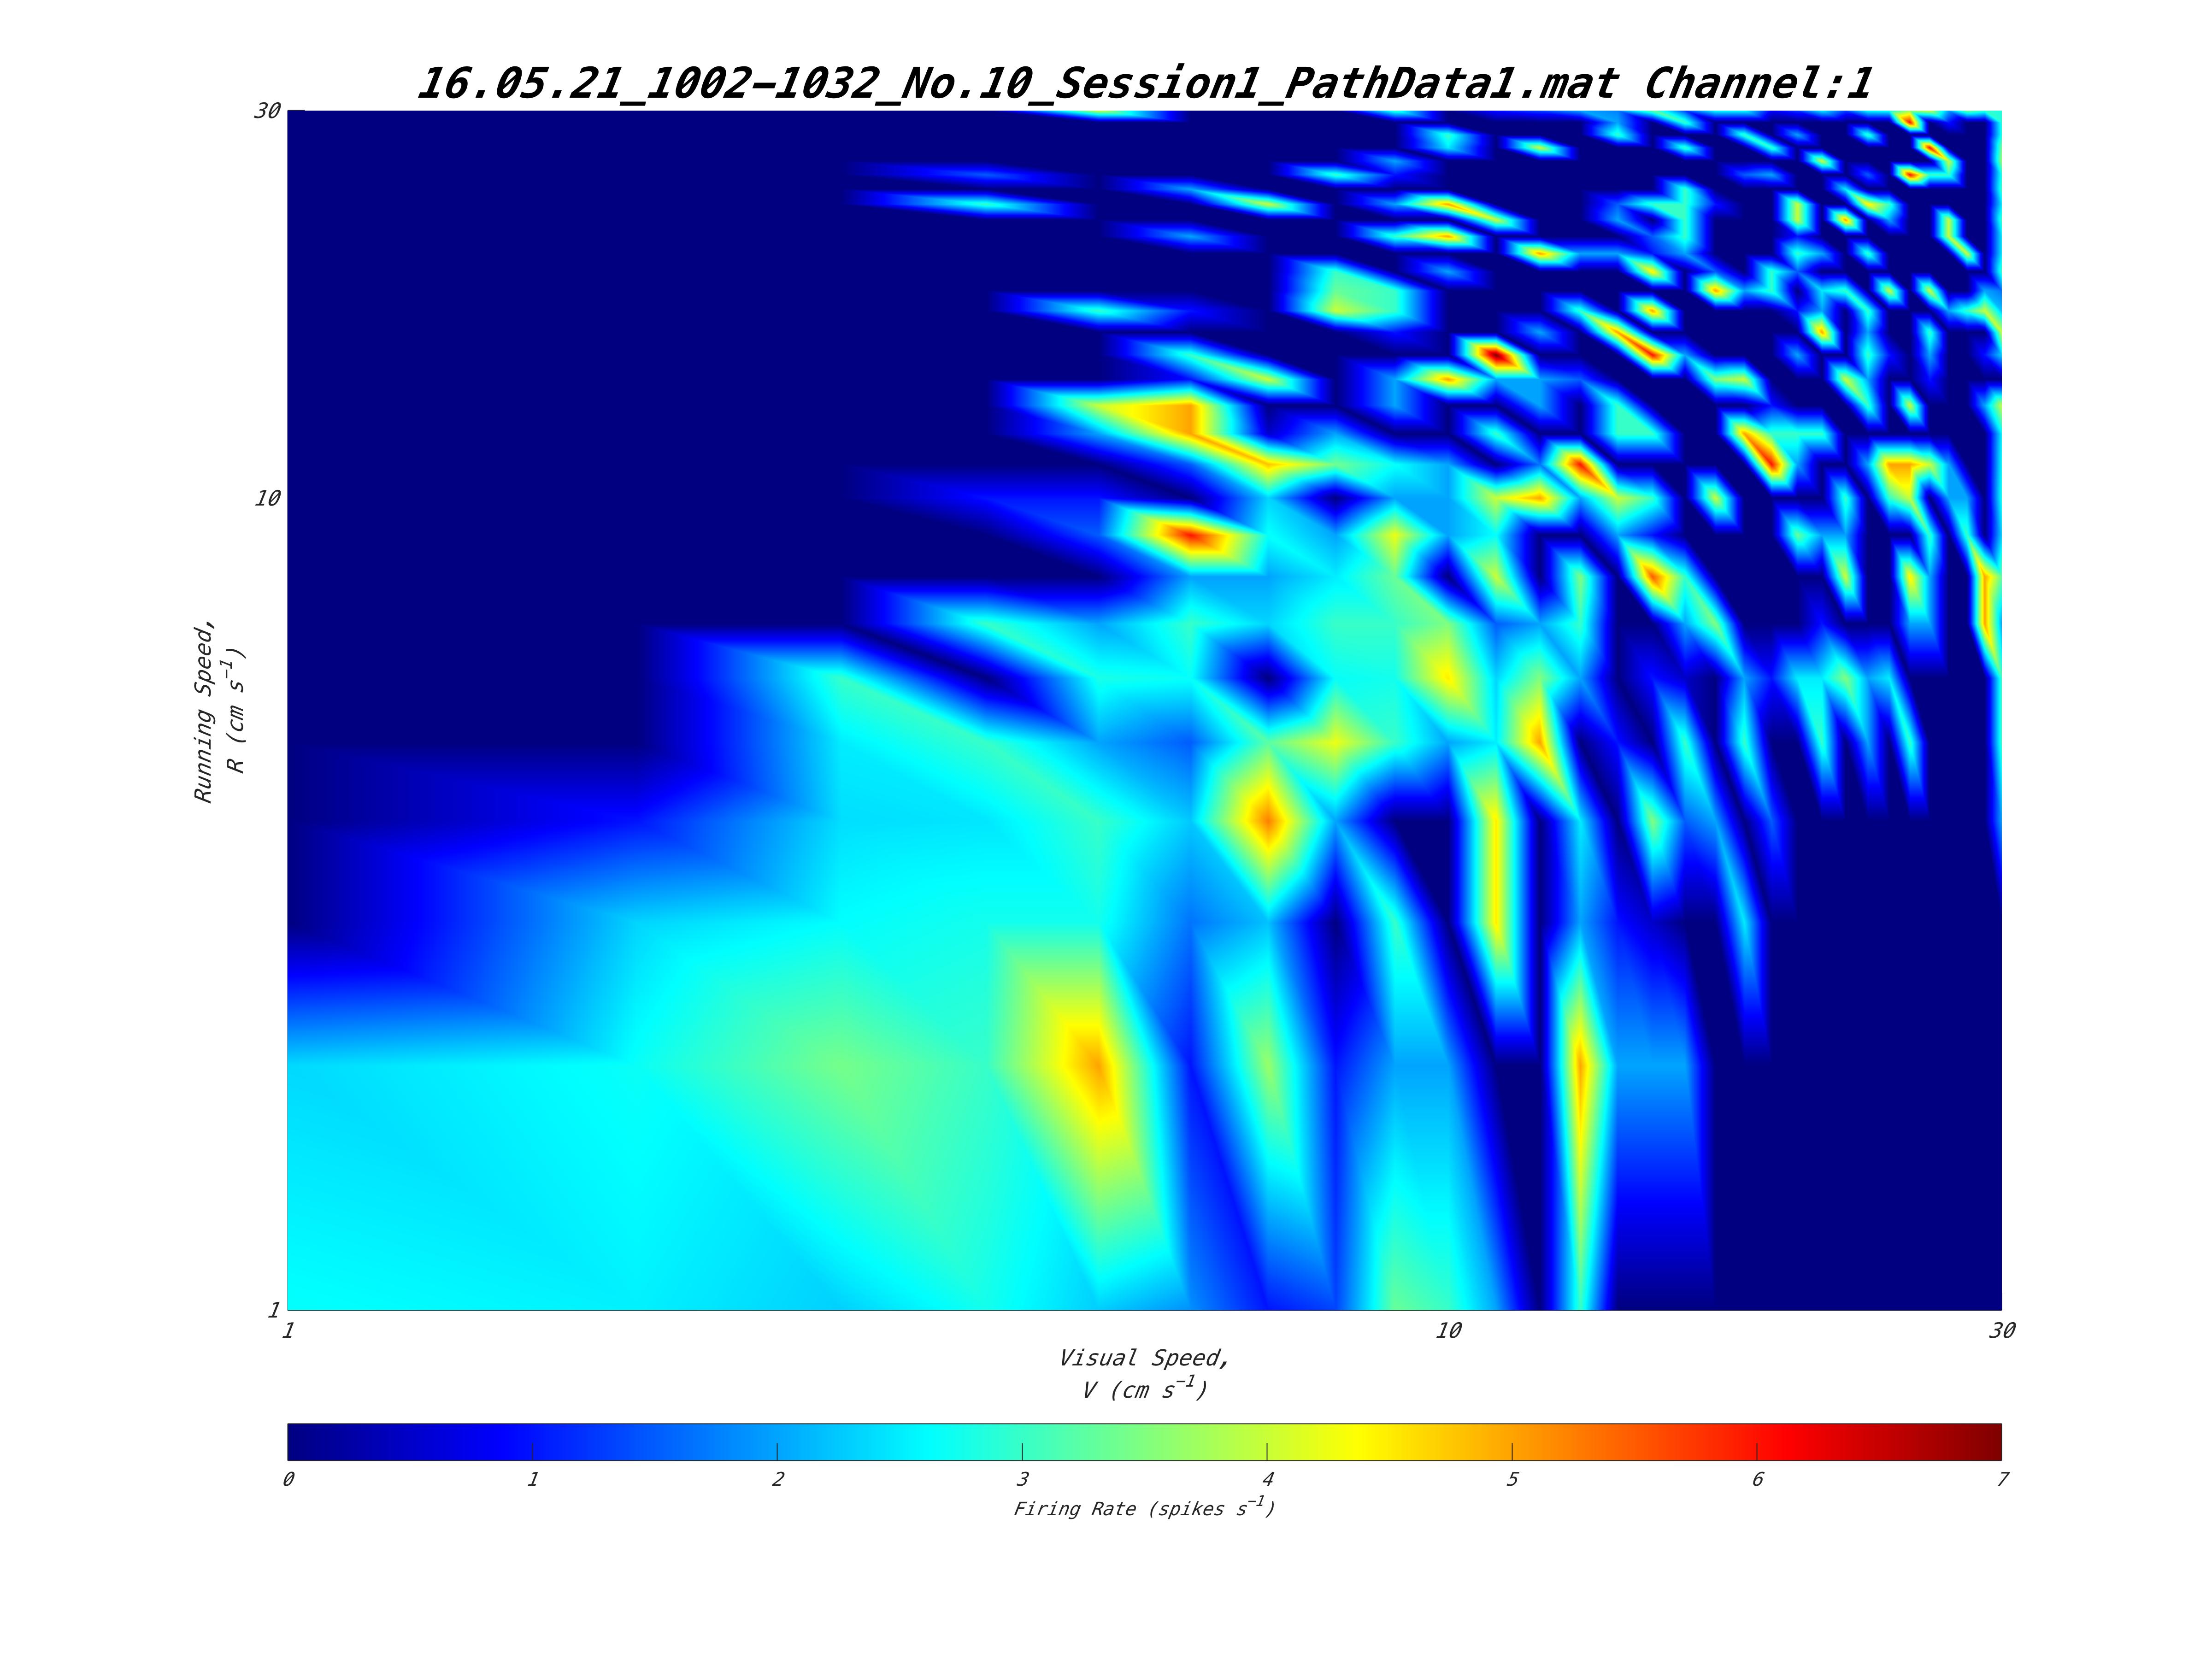 16.05.21_1002−1032_No.10_Session1_PathData1.mat Channel:1
30
10
1
Running Speed,
R (cm s⁻¹)
1 10 30
Visual Speed,
V (cm s⁻¹)
0 1 2 3 4 5 6 7
Firing Rate (spikes s⁻¹)